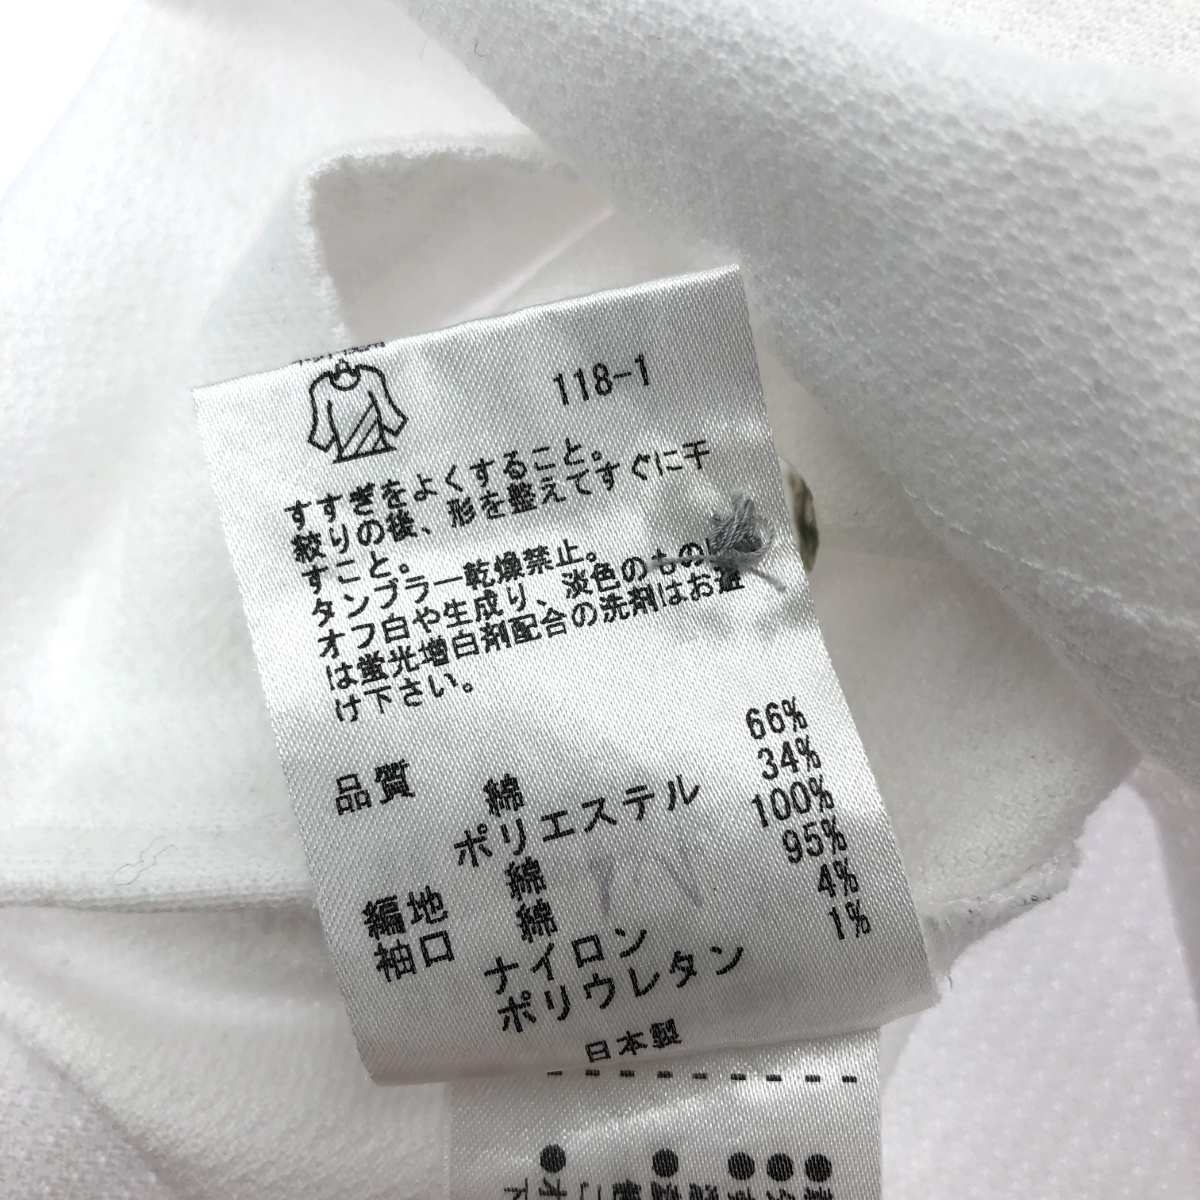 118-1
すすぎをよくすること。
絞りの後、形を整えてすぐに干
すこと。
タンブラー乾燥禁止。
オフ白や生成り、淡色のものに
は蛍光増白剤配合の洗剤はお避
け下さい。
品質 綿 66%
ポリエステル 34%
編地 綿 100%
袖口 綿 95%
ナイロン 4%
ポリウレタン 1%
日本製